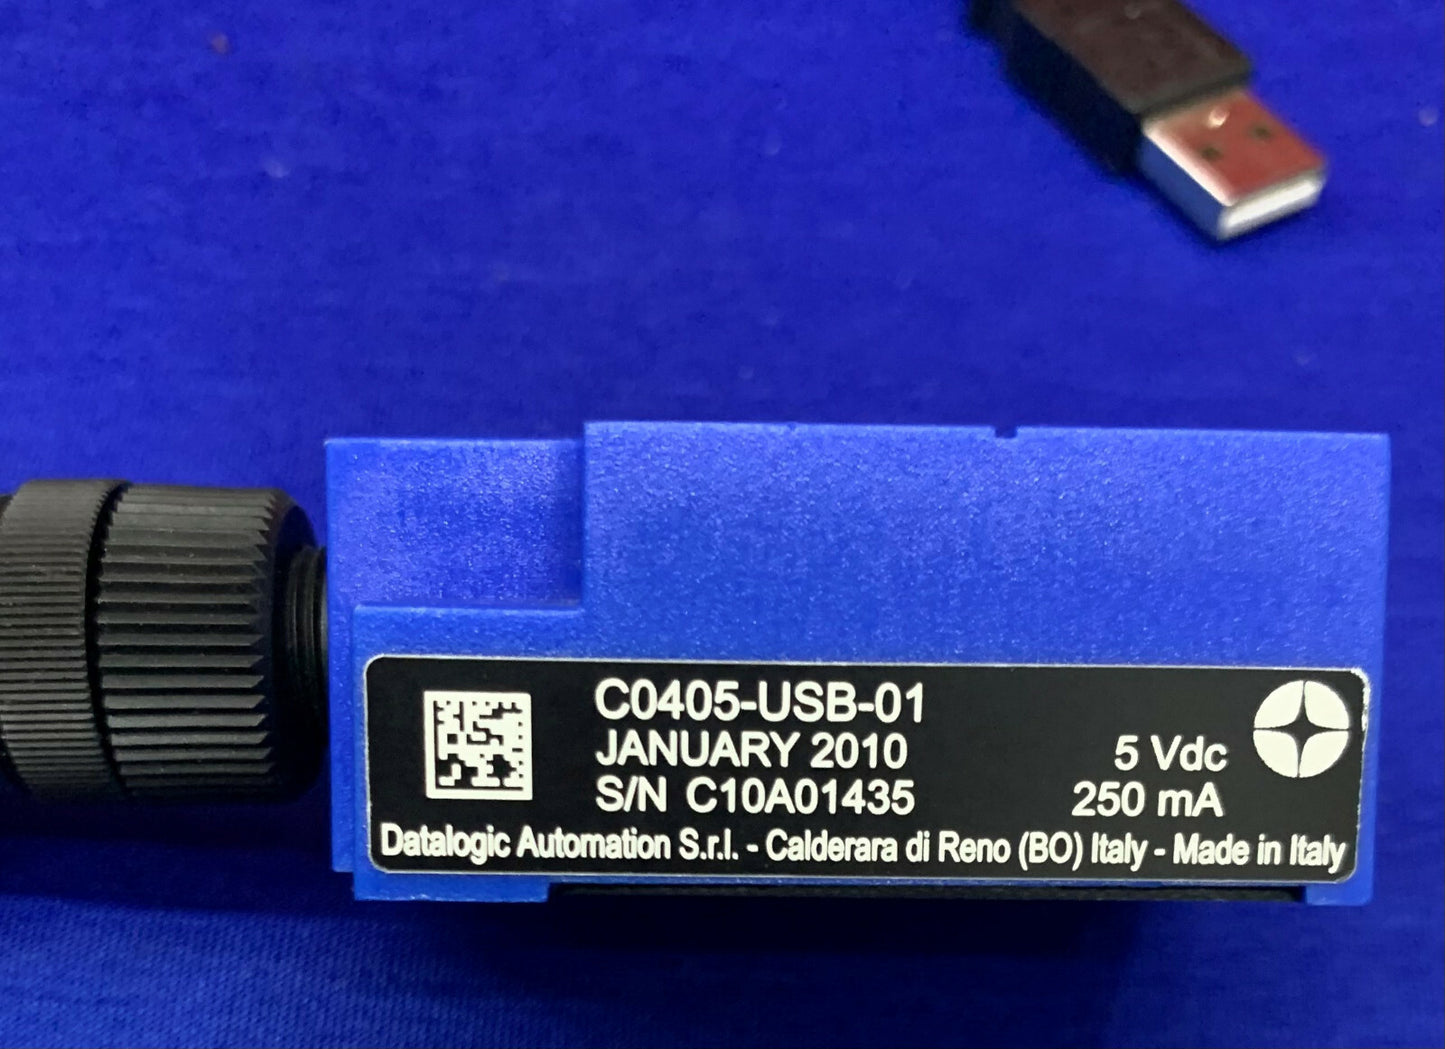 C0405-USB-01
JANUARY 2010
5 Vdc
S/N C10A01435
250 mA
Datalogic Automation S.r.l. - Calderara di Reno (BO) Italy - Made in Italy